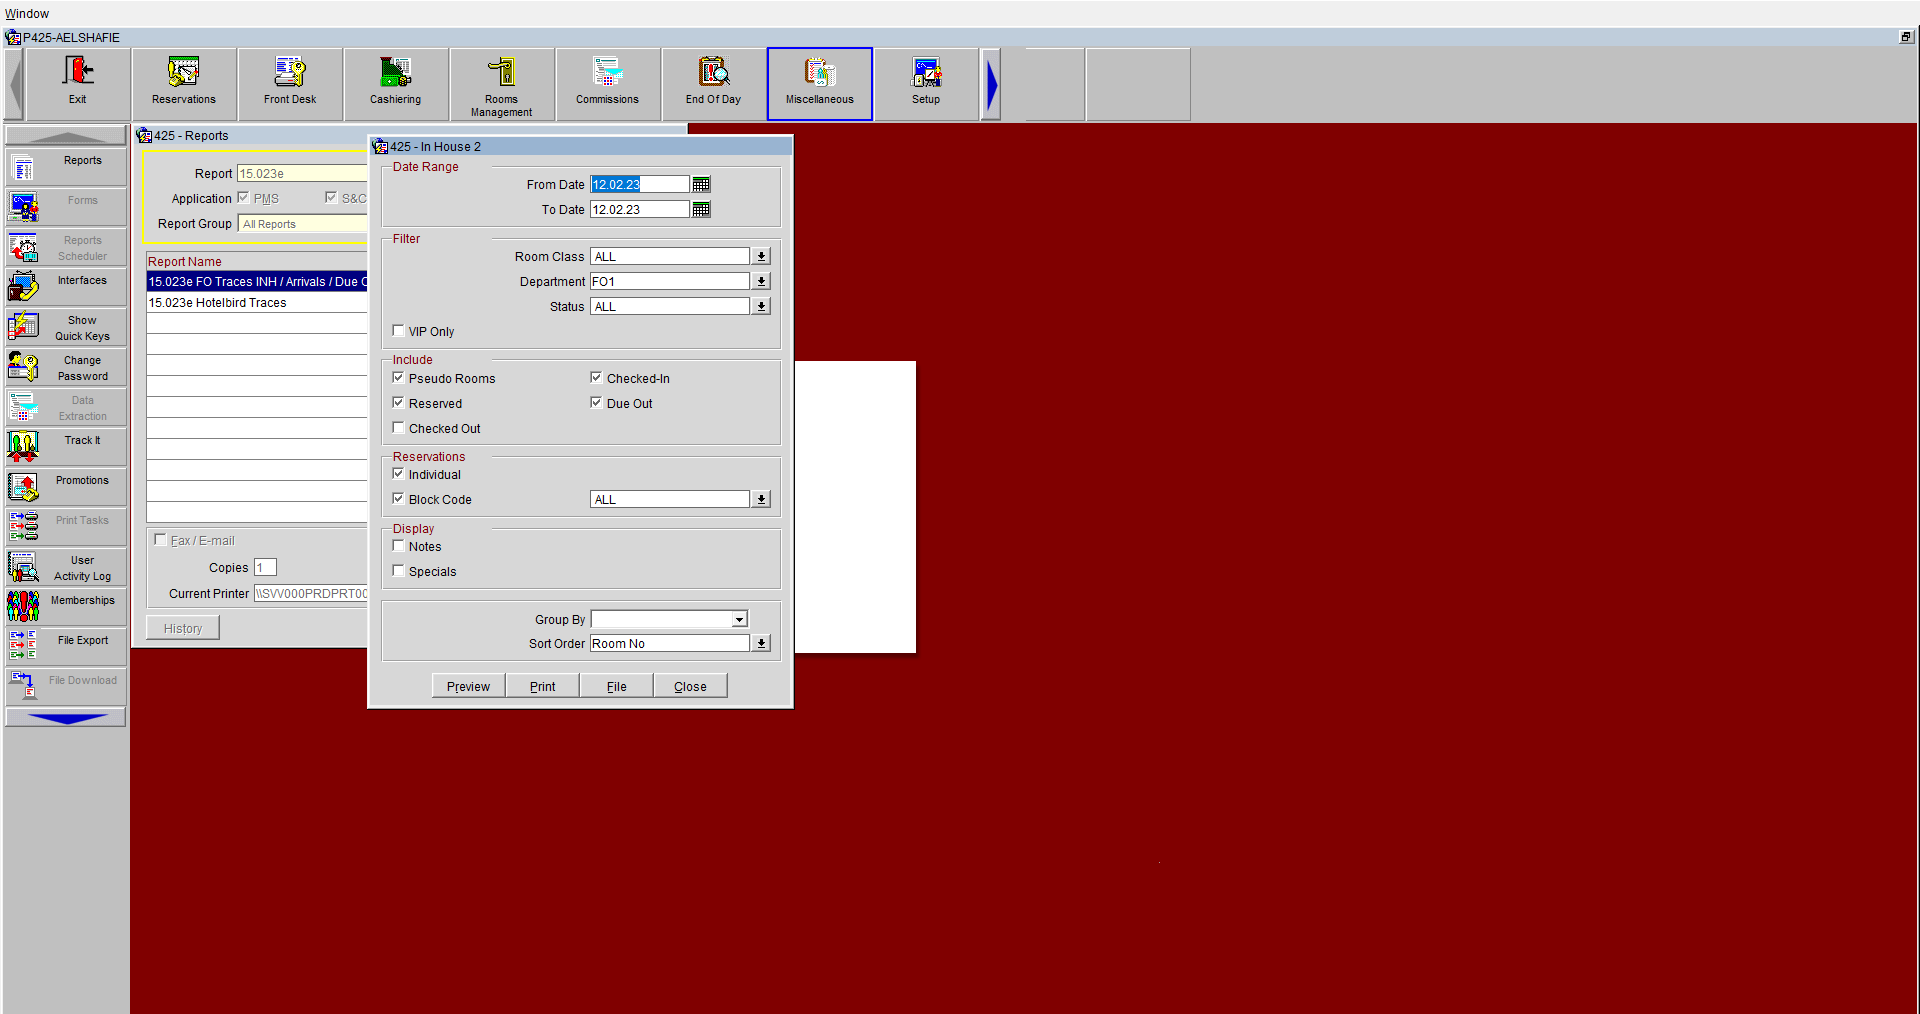 Window
P425-AELSHAFIE
Exit
Reservations
Front Desk
Cashiering
Rooms
Management
Commissions
End Of Day
Miscellaneous
Setup
Reports
Forms
Reports
Scheduler
Interfaces
Show
Quick Keys
Change
Password
Data
Extraction
Track It
Promotions
Print Tasks
User
Activity Log
Memberships
File Export
File Download
425 - Reports
Report 15.023e
Application PMS S&C
Report Group All Reports
Report Name
15.023e FO Traces INH / Arrivals / Due
15.023e Hotelbird Traces
Fax / E-mail
Copies 1
Current Printer \\SVV000PRDPRT00
History
425 - In House 2
Date Range
From Date 12.02.23
To Date 12.02.23
Filter
Room Class ALL
Department FO1
Status ALL
VIP Only
Include
Pseudo Rooms Checked-In
Reserved Due Out
Checked Out
Reservations
Individual
Block Code ALL
Display
Notes
Specials
Group By
Sort Order Room No
Preview Print File Close